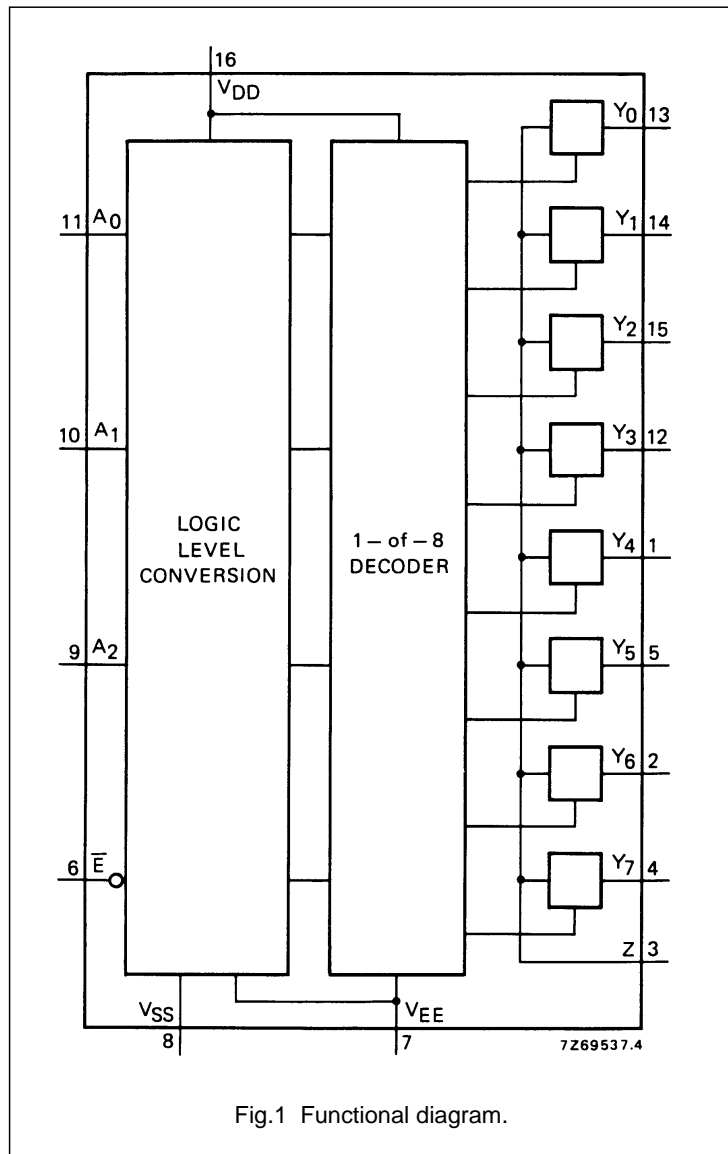 16
VDD
Y0 13
11 A0
Y1 14
Y2 15
10 A1
Y3 12
LOGIC
LEVEL
CONVERSION
1 – of – 8
DECODER
Y4 1
9 A2
Y5 5
Y6 2
6 E̅
Y7 4
Z 3
VSS
8
VEE
7
7Z69537.4
Fig.1 Functional diagram.